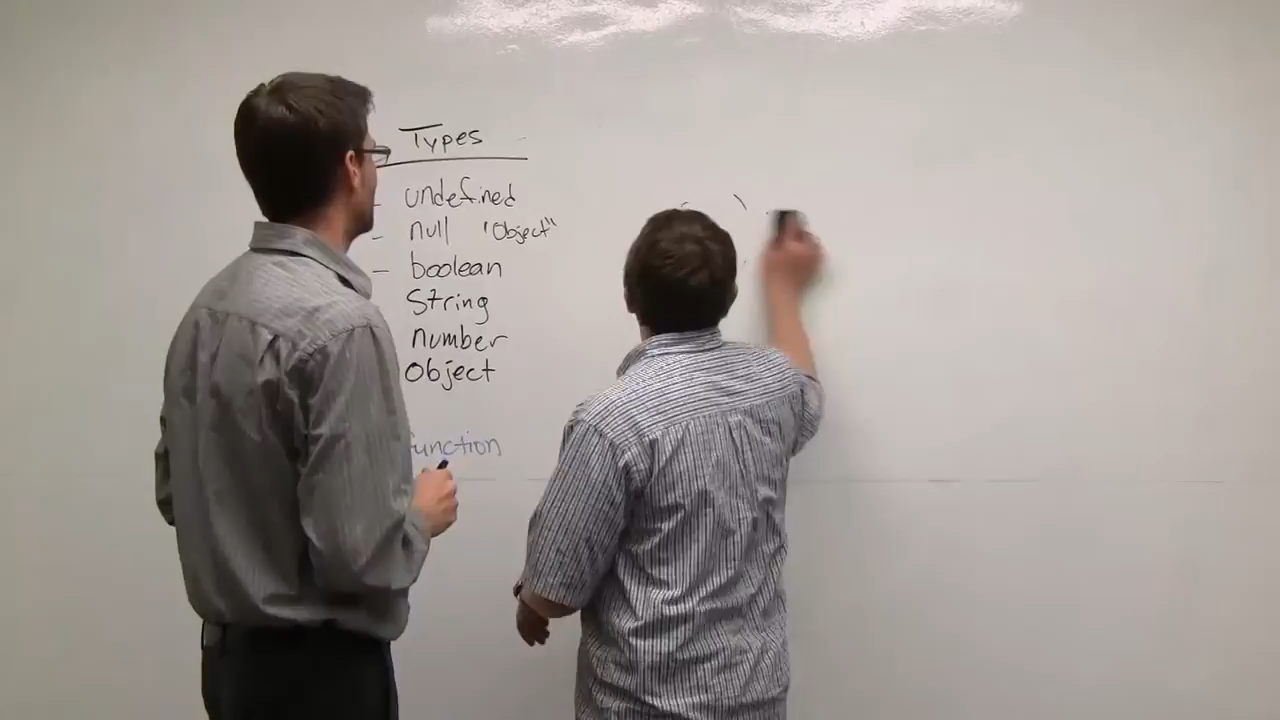 Types
- undefined
- null "Object"
- boolean
String
number
Object
function